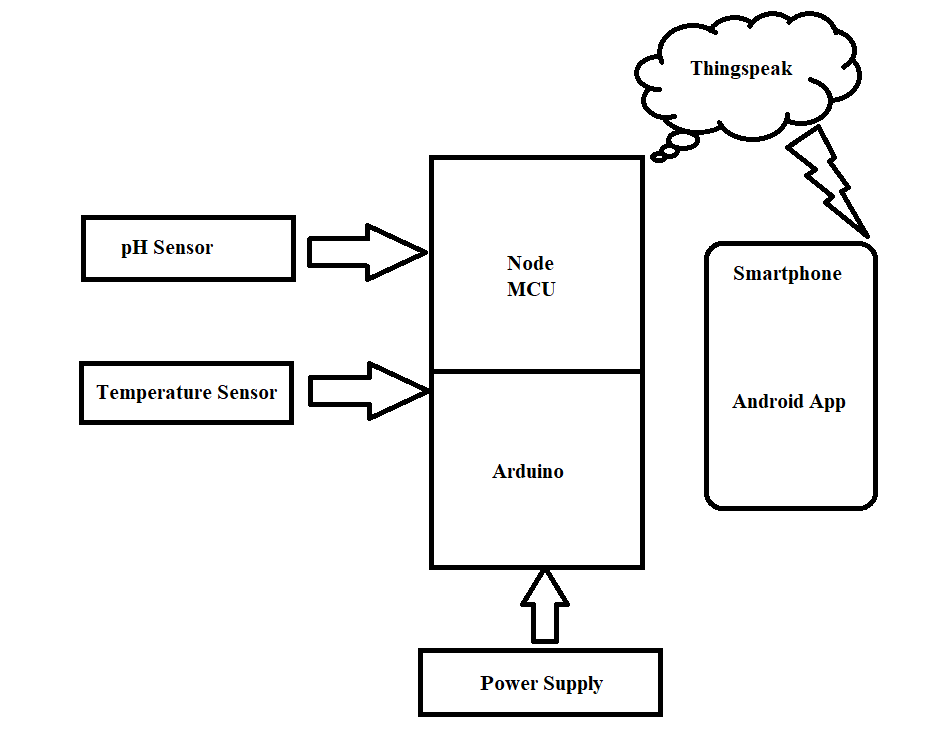 Thingspeak
pH Sensor
Node
MCU
Smartphone
Temperature Sensor
Android App
Arduino
Power Supply